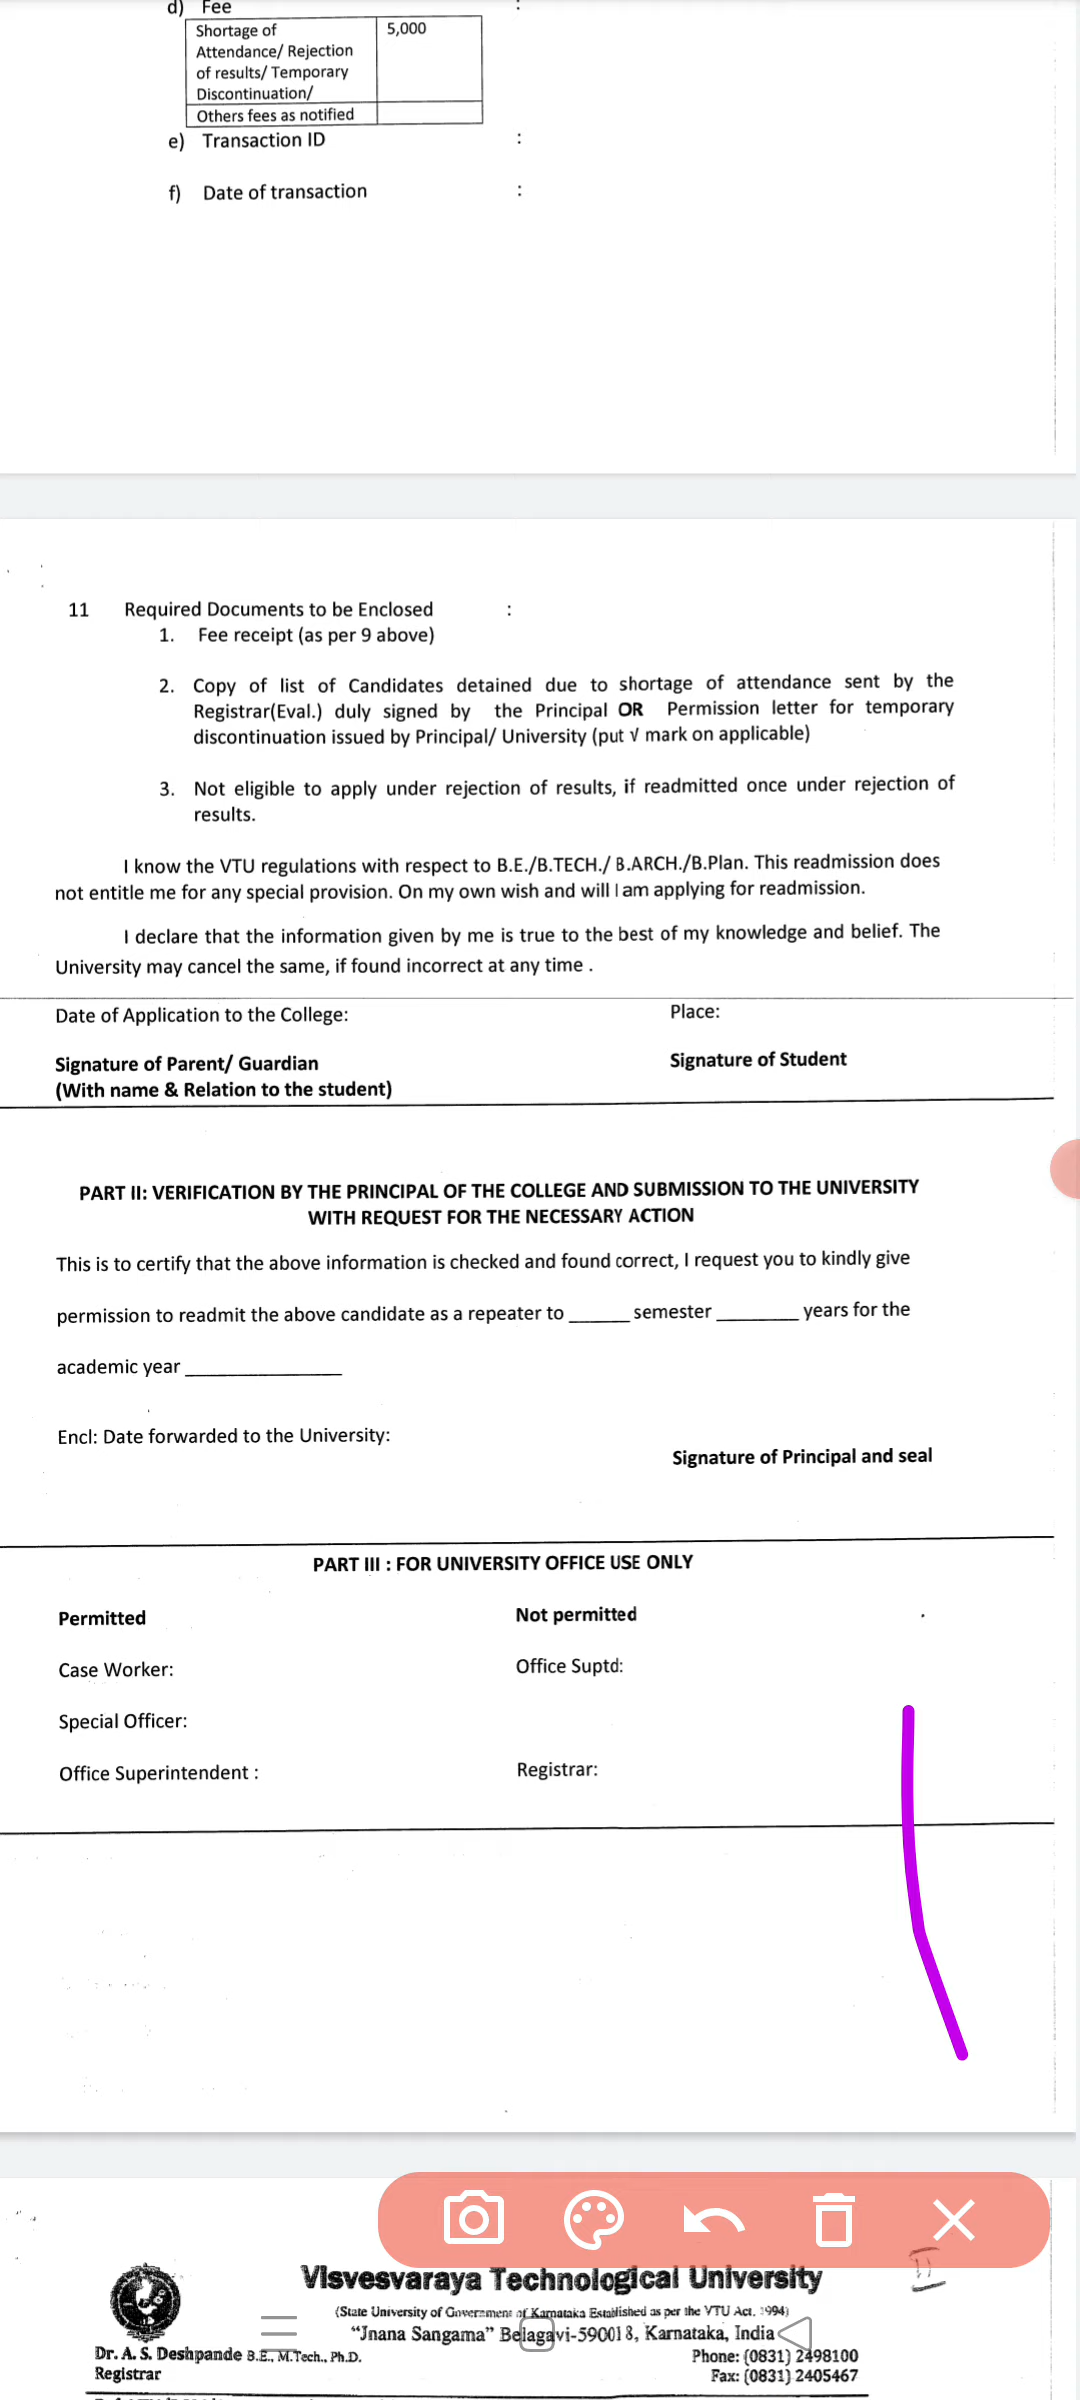 d) Fee :
Shortage of Attendance/ Rejection of results/ Temporary Discontinuation/ 5,000
Others fees as notified
e) Transaction ID :
f) Date of transaction :
11 Required Documents to be Enclosed :
1. Fee receipt (as per 9 above)
2. Copy of list of Candidates detained due to shortage of attendance sent by the
Registrar(Eval.) duly signed by the Principal OR Permission letter for temporary
discontinuation issued by Principal/ University (put √ mark on applicable)
3. Not eligible to apply under rejection of results, if readmitted once under rejection of
results.
I know the VTU regulations with respect to B.E./B.TECH./ B.ARCH./B.Plan. This readmission does
not entitle me for any special provision. On my own wish and will I am applying for readmission.
I declare that the information given by me is true to the best of my knowledge and belief. The
University may cancel the same, if found incorrect at any time .
Date of Application to the College: Place:
Signature of Parent/ Guardian Signature of Student
(With name & Relation to the student)
PART II: VERIFICATION BY THE PRINCIPAL OF THE COLLEGE AND SUBMISSION TO THE UNIVERSITY
WITH REQUEST FOR THE NECESSARY ACTION
This is to certify that the above information is checked and found correct, I request you to kindly give
permission to readmit the above candidate as a repeater to ______ semester ________ years for the
academic year _______________
Encl: Date forwarded to the University:
Signature of Principal and seal
PART III : FOR UNIVERSITY OFFICE USE ONLY
Permitted Not permitted
Case Worker: Office Suptd:
Special Officer:
Office Superintendent : Registrar:
Visvesvaraya Technological University
(State University of Government of Karnataka Established as per the VTU Act, 1994)
"Jnana Sangama" Belagavi-590018, Karnataka, India
Dr. A. S. Deshpande B.E., M.Tech., Ph.D. Phone: (0831) 2498100
Registrar Fax: (0831) 2405467